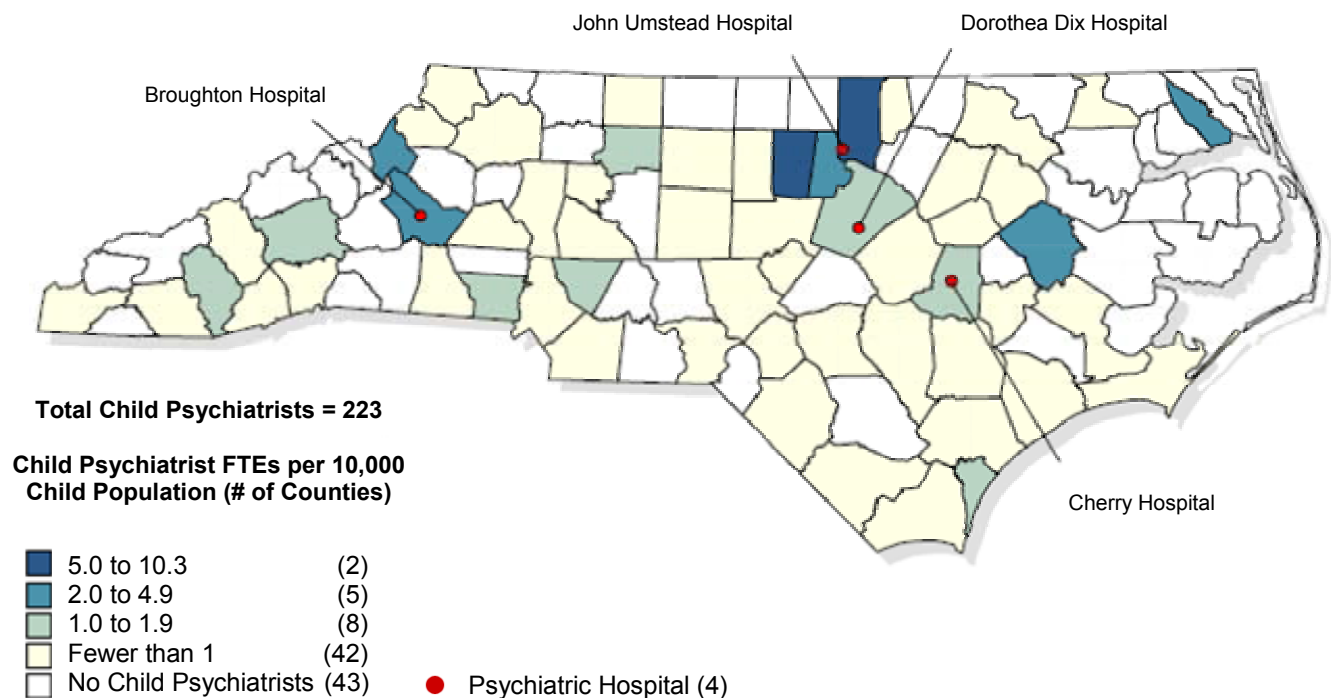 John Umstead Hospital
Dorothea Dix Hospital
Broughton Hospital
Cherry Hospital
Total Child Psychiatrists = 223
Child Psychiatrist FTEs per 10,000
Child Population (# of Counties)
5.0 to 10.3 (2)
2.0 to 4.9 (5)
1.0 to 1.9 (8)
Fewer than 1 (42)
No Child Psychiatrists (43)
Psychiatric Hospital (4)